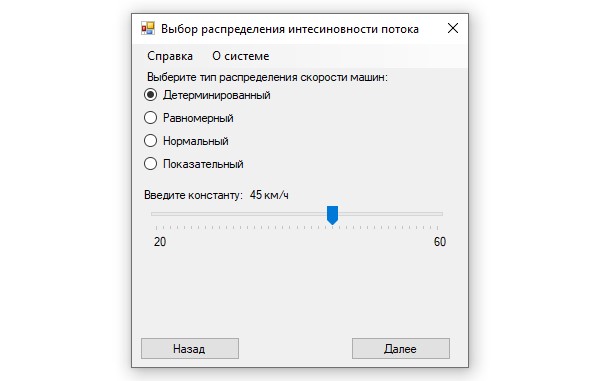 Выбор распределения интесиновности потока
Справка О системе
Выберите тип распределения скорости машин:
Детерминированный
Равномерный
Нормальный
Показательный
Введите константу: 45 км/ч
20 60
Назад Далее